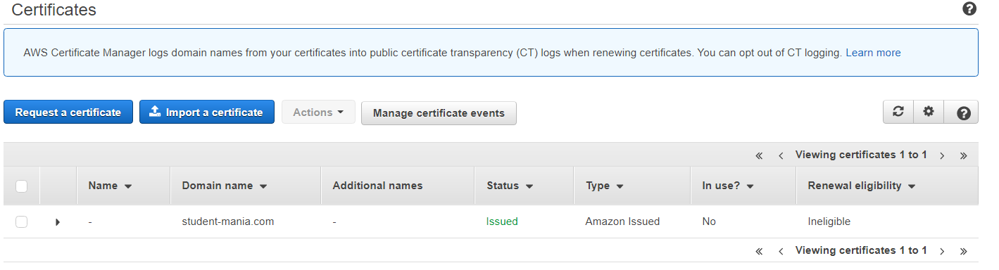 Certificates
AWS Certificate Manager logs domain names from your certificates into public certificate transparency (CT) logs when renewing certificates. You can opt out of CT logging. Learn more
Request a certificate Import a certificate Actions Manage certificate events
« ‹ Viewing certificates 1 to 1 › »
Name Domain name Additional names Status Type In use? Renewal eligibility
- student-mania.com - Issued Amazon Issued No Ineligible
« ‹ Viewing certificates 1 to 1 › »